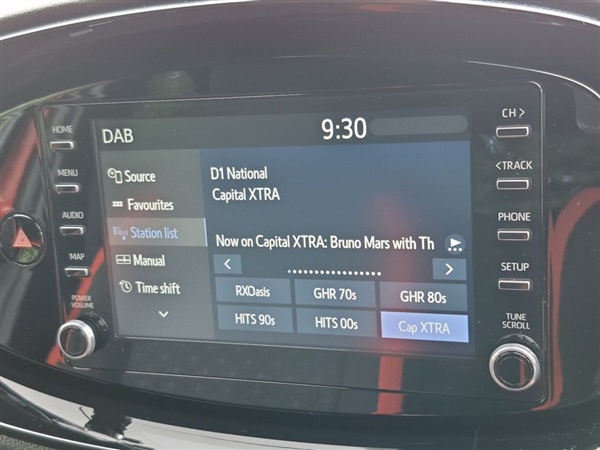 HOME
MENU
AUDIO
MAP
POWER
VOLUME
DAB
9:30
Source
Favourites
Station list
Manual
Time shift
D1 National
Capital XTRA
Now on Capital XTRA: Bruno Mars with Th
RXOasis
GHR 70s
GHR 80s
HITS 90s
HITS 00s
Cap XTRA
CH >
< TRACK
PHONE
SETUP
TUNE
SCROLL